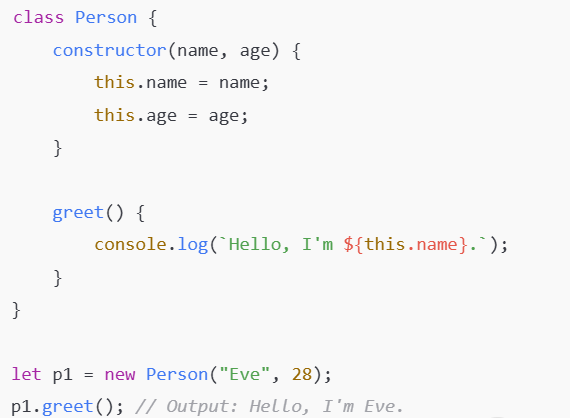 class Person {
    constructor(name, age) {
        this.name = name;
        this.age = age;
    }

    greet() {
        console.log(`Hello, I'm ${this.name}.`);
    }
}

let p1 = new Person("Eve", 28);
p1.greet(); // Output: Hello, I'm Eve.